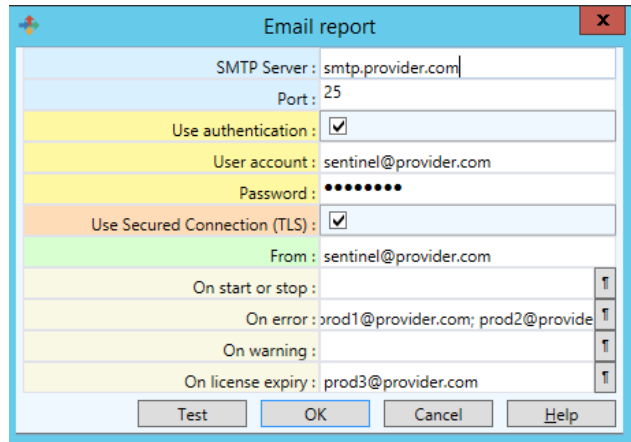 Email report
X
SMTP Server : smtp.provider.com
Port : 25
Use authentication :
User account : sentinel@provider.com
Password : ●●●●●●●●
Use Secured Connection (TLS) :
From : sentinel@provider.com
On start or stop : ¶
On error : prod1@provider.com; prod2@provide ¶
On warning : ¶
On license expiry : prod3@provider.com ¶
Test OK Cancel Help